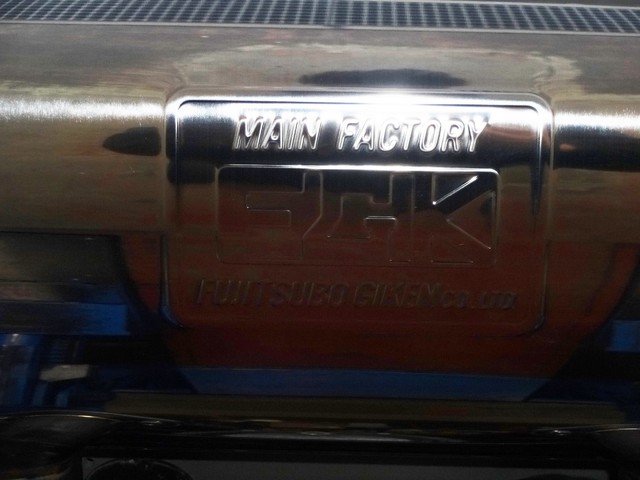 MAIN FACTORY
FGK
FUJITSUBO GIKEN co.LTD